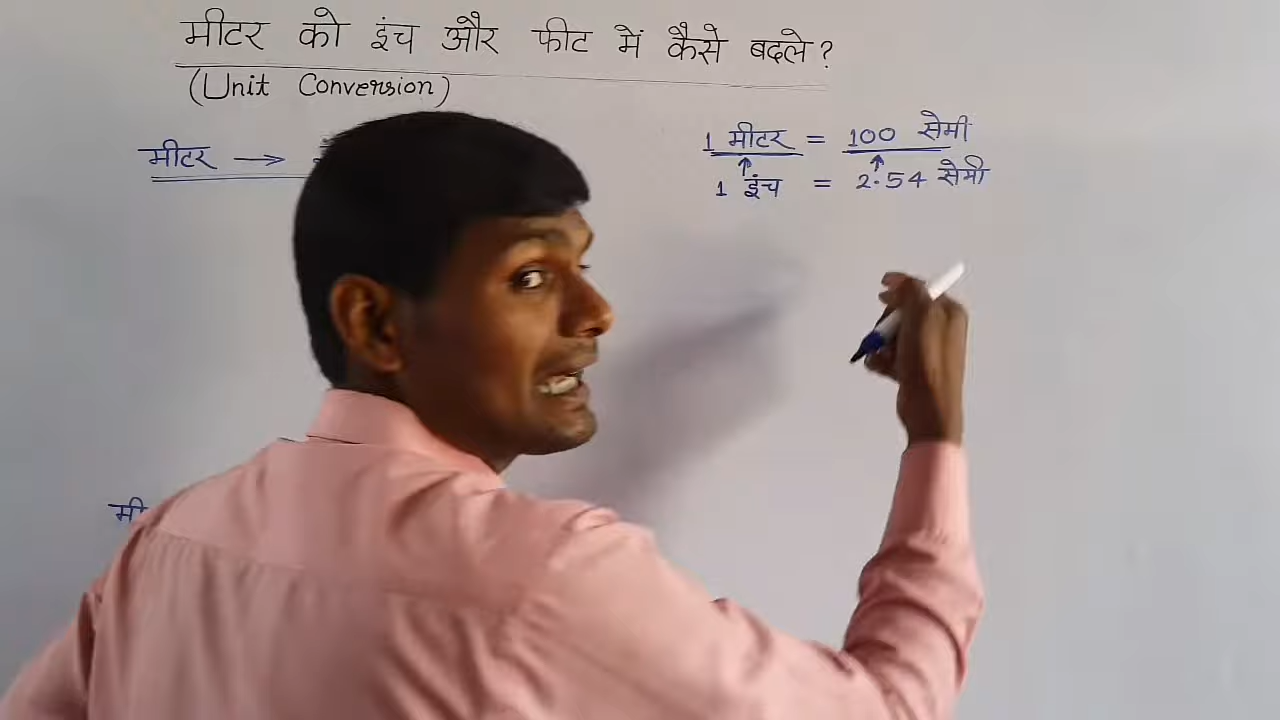 मीटर को इंच और फीट में कैसे बदले?
(Unit Conversion)
मीटर →
1 मीटर = 100 सेमी
↑ ↑
1 इंच = 2.54 सेमी